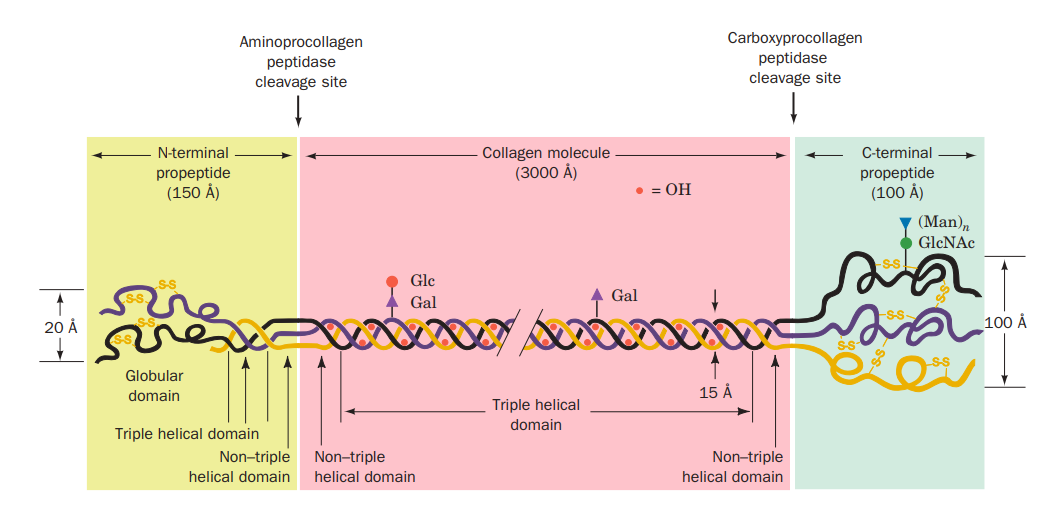 Aminoprocollagen
peptidase
cleavage site
Carboxyprocollagen
peptidase
cleavage site
N-terminal
propeptide
(150 Å)
Collagen molecule
(3000 Å)
= OH
C-terminal
propeptide
(100 Å)
(Man)n
GlcNAc
Glc
Gal
Gal
S-S
S-S
S-S
S-S
S-S
S-S
S-S
S-S
S-S
S-S
20 Å
100 Å
15 Å
Globular
domain
Triple helical domain
Non–triple
helical domain
Non–triple
helical domain
Triple helical
domain
Non–triple
helical domain